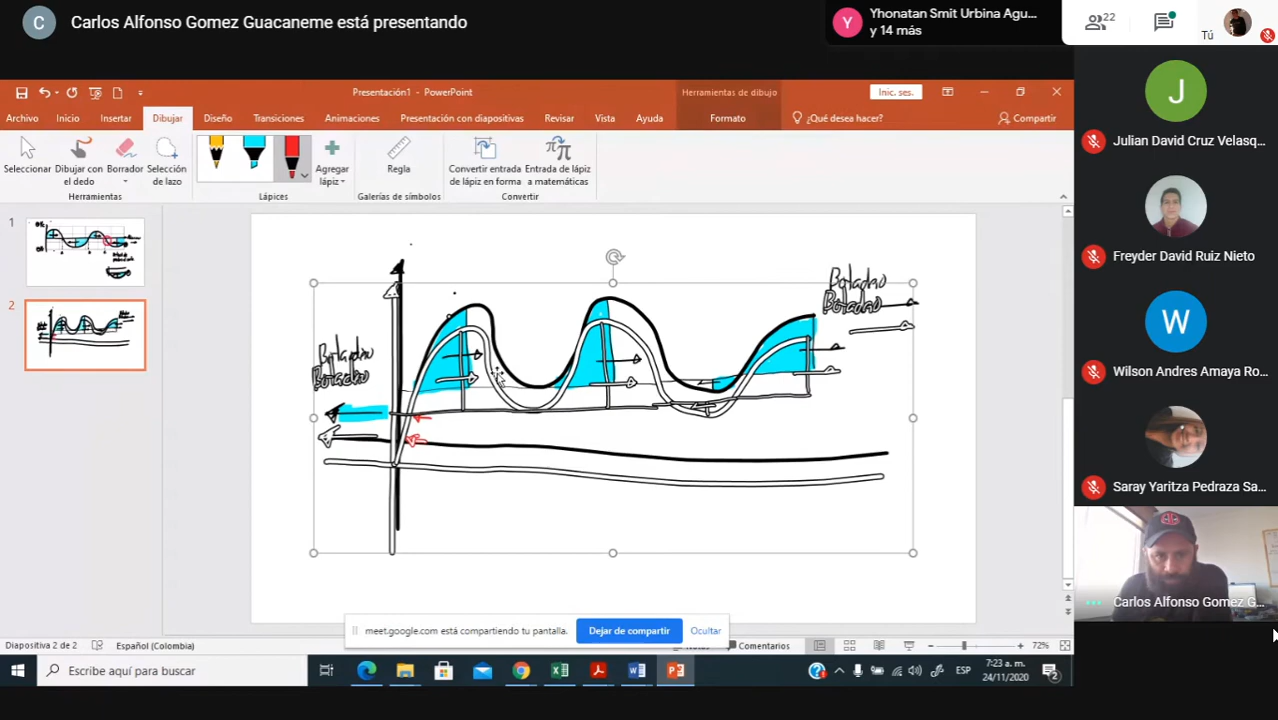 C
Carlos Alfonso Gomez Guacaneme está presentando
Y
Yhonatan Smit Urbina Agu...
y 14 más
22
Tú
Presentación1 - PowerPoint
Herramientas de dibujo
Inic. ses.
Archivo
Inicio
Insertar
Dibujar
Diseño
Transiciones
Animaciones
Presentación con diapositivas
Revisar
Vista
Ayuda
Formato
¿Qué desea hacer?
Compartir
Seleccionar
Dibujar con
el dedo
Borrador
Selección
de lazo
Agregar
lápiz
Regla
Convertir entrada
de lápiz en forma
Entrada de lápiz
a matemáticas
Herramientas
Lápices
Galerías de símbolos
Convertir
1
2
J
Julian David Cruz Velasq...
Freyder David Ruiz Nieto
W
Wilson Andres Amaya Ro...
Saray Yaritza Pedraza Sa...
Carlos Alfonso Gomez G...
meet.google.com está compartiendo tu pantalla.
Dejar de compartir
Ocultar
Diapositiva 2 de 2
Español (Colombia)
Notas
Comentarios
72%
Escribe aquí para buscar
ESP
7:23 a. m.
24/11/2020
2